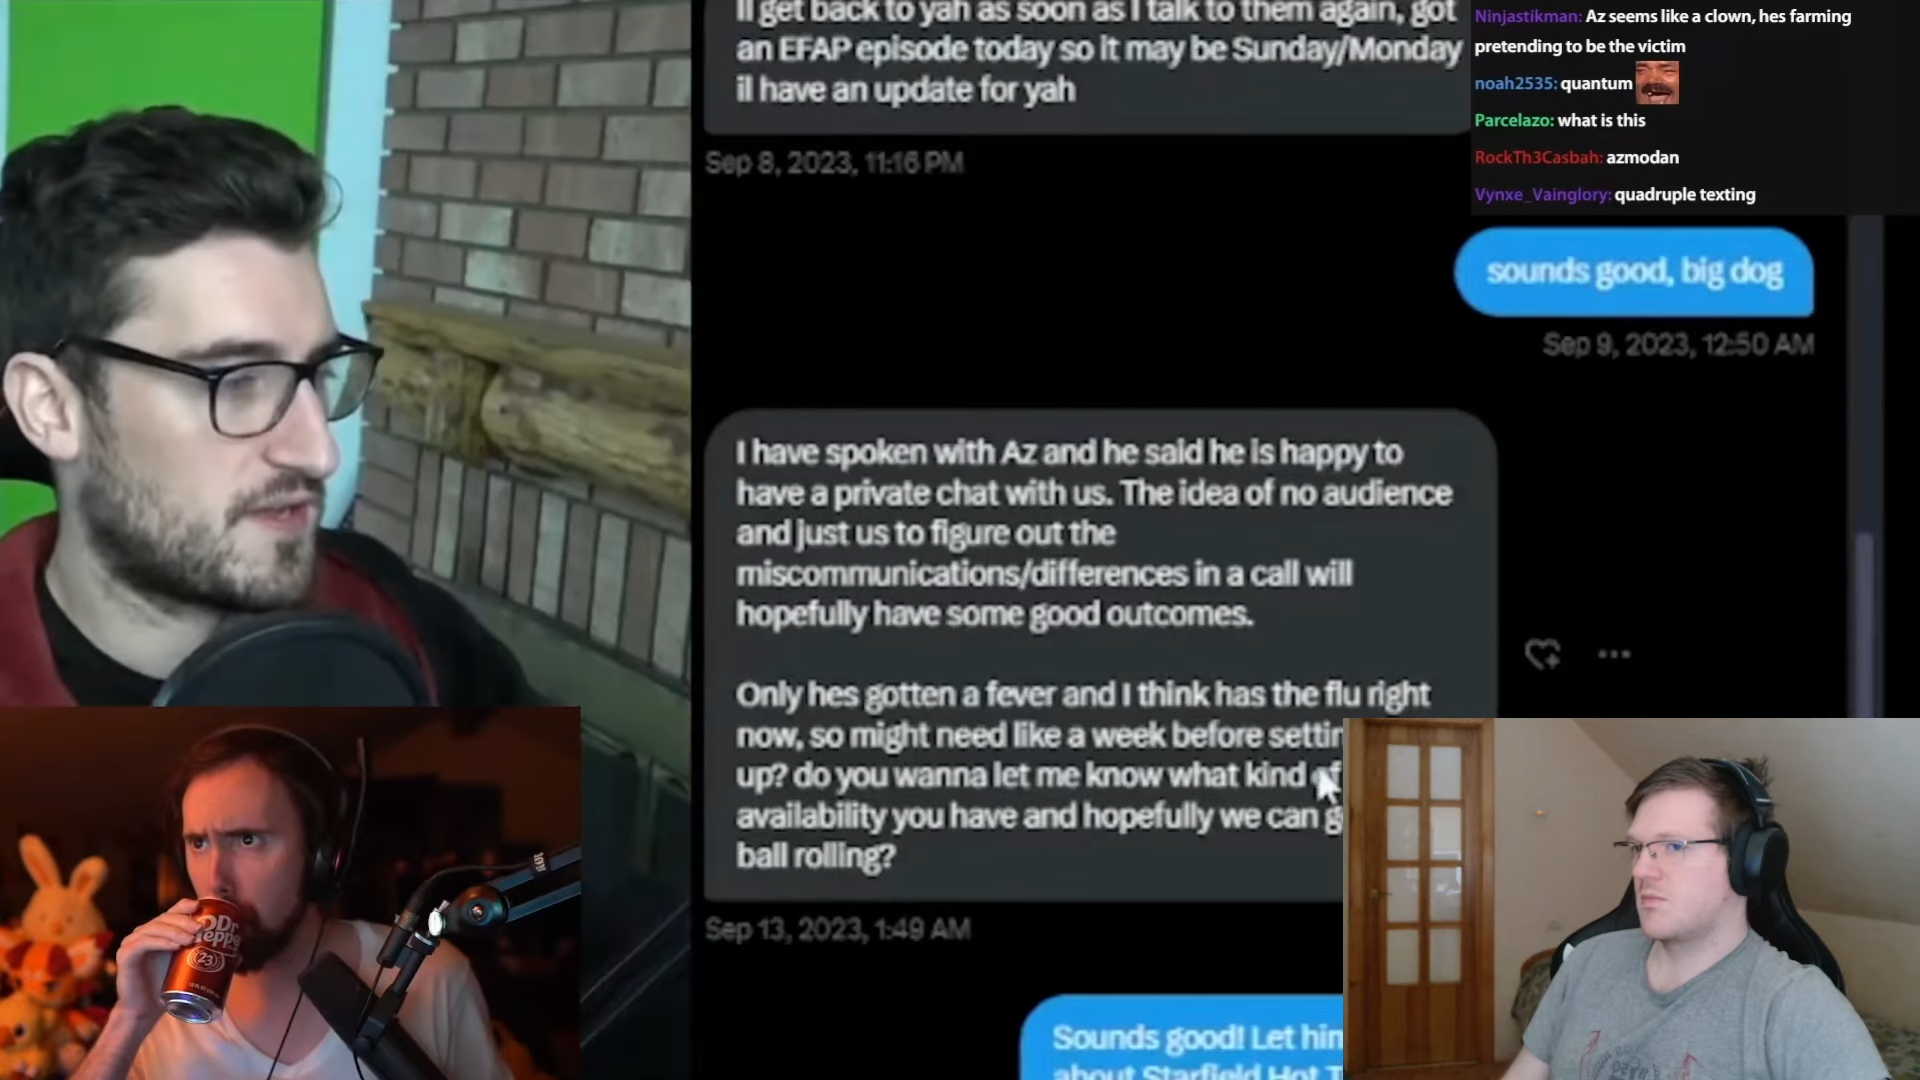 ll get back to yah as soon as I talk to them again, got
an EFAP episode today so it may be Sunday/Monday
il have an update for yah
Sep 8, 2023, 11:16 PM
Ninjastikman: Az seems like a clown, hes farming
pretending to be the victim
noah2535: quantum
Parcelazo: what is this
RockTh3Casbah: azmodan
Vynxe_Vainglory: quadruple texting
sounds good, big dog
Sep 9, 2023, 12:50 AM
I have spoken with Az and he said he is happy to
have a private chat with us. The idea of no audience
and just us to figure out the
miscommunications/differences in a call will
hopefully have some good outcomes.
Only hes gotten a fever and I think has the flu right
now, so might need like a week before
up? do you wanna let me know what kind
availability you have and hopefully we can
ball rolling?
Sep 13, 2023, 1:49 AM
Sounds good! Let
about Starfield Hot
Dr
Pepper
23